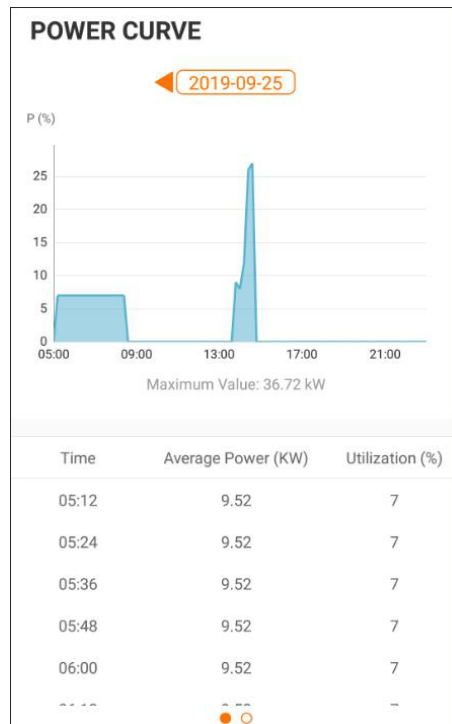 POWER CURVE
2019-09-25
P (%)
25
20
15
10
5
0
05:00 09:00 13:00 17:00 21:00
Maximum Value: 36.72 kW
Time Average Power (KW) Utilization (%)
05:12 9.52 7
05:24 9.52 7
05:36 9.52 7
05:48 9.52 7
06:00 9.52 7